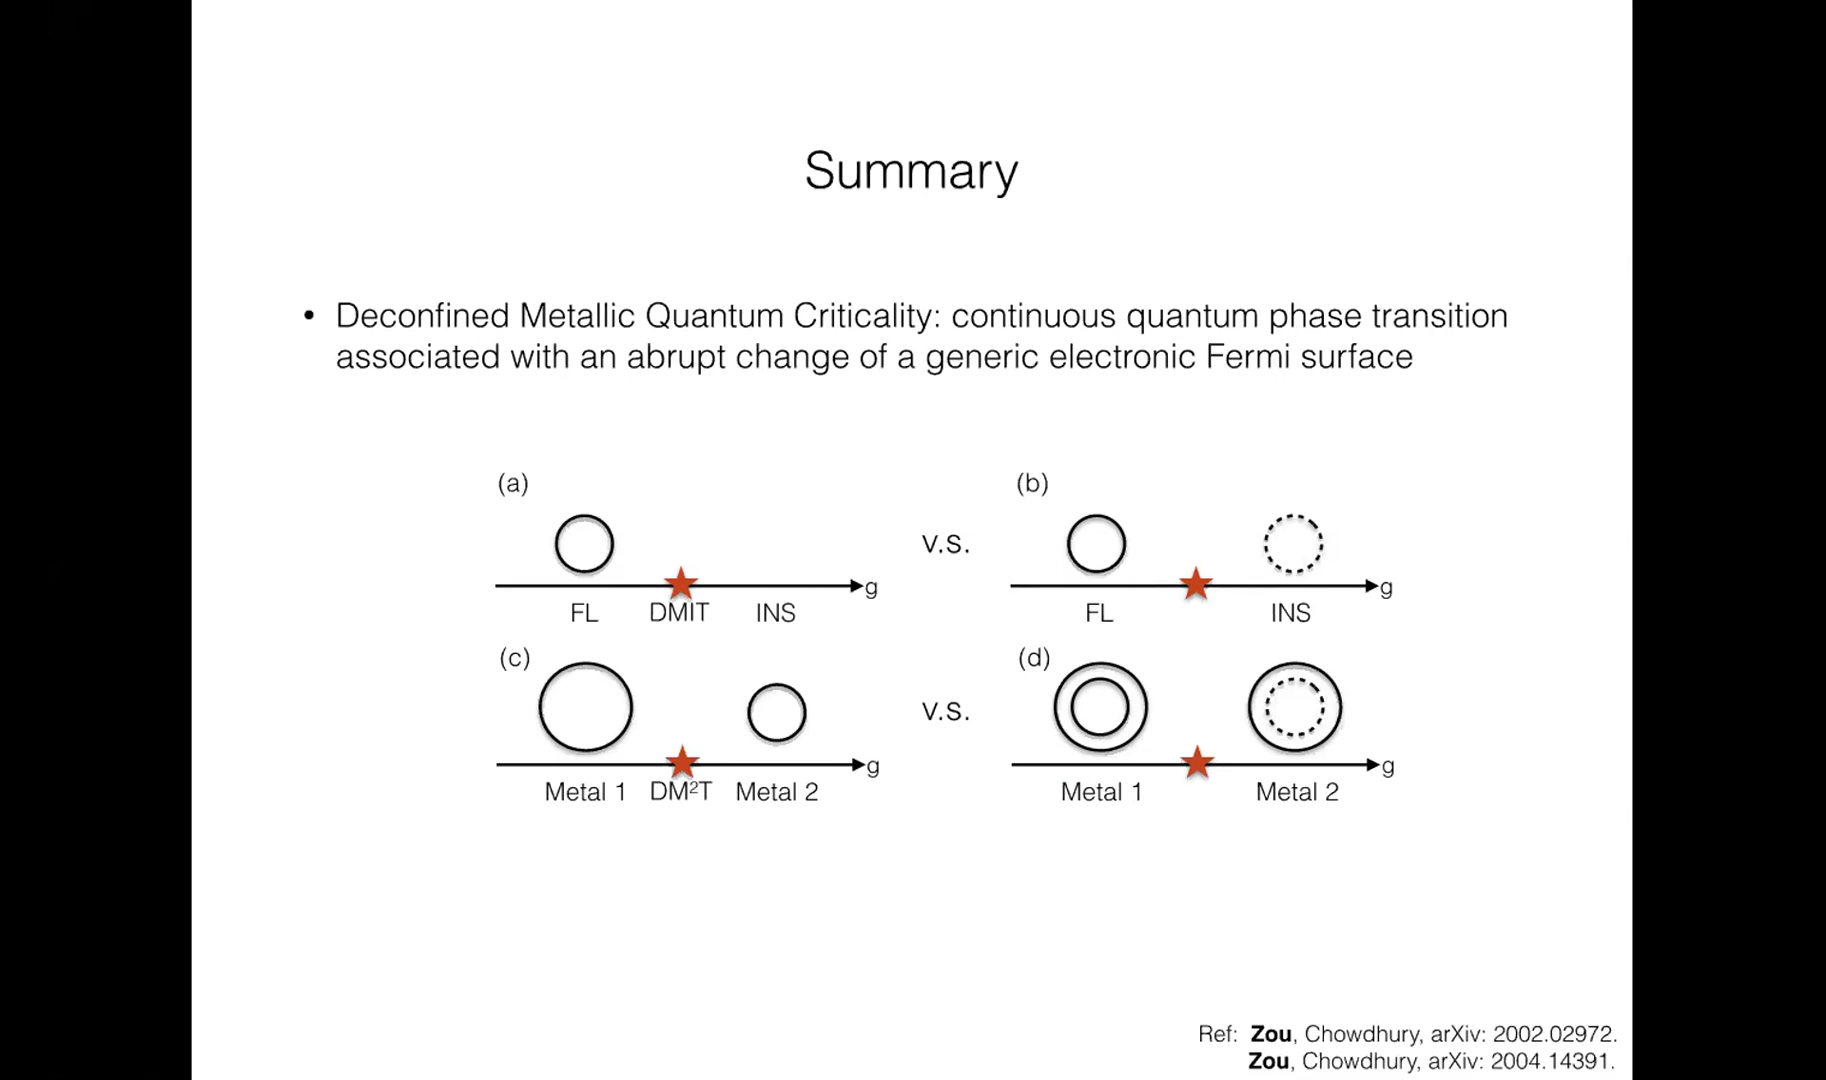 Summary
• Deconfined Metallic Quantum Criticality: continuous quantum phase transition
associated with an abrupt change of a generic electronic Fermi surface
(a)
(b)
v.s.
g
g
FL DMIT INS
FL INS
(c)
(d)
v.s.
g
g
Metal 1 DM²T Metal 2
Metal 1 Metal 2
Ref: Zou, Chowdhury, arXiv: 2002.02972.
Zou, Chowdhury, arXiv: 2004.14391.